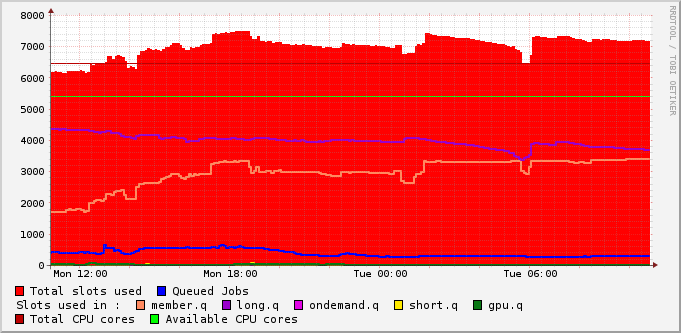 8000
7000
6000
5000
4000
3000
2000
1000
0
Mon 12:00 Mon 18:00 Tue 00:00 Tue 06:00
Total slots used Queued Jobs
Slots used in : member.q long.q ondemand.q short.q gpu.q
Total CPU cores Available CPU cores
RRDTOOL / TOBI OETIKER